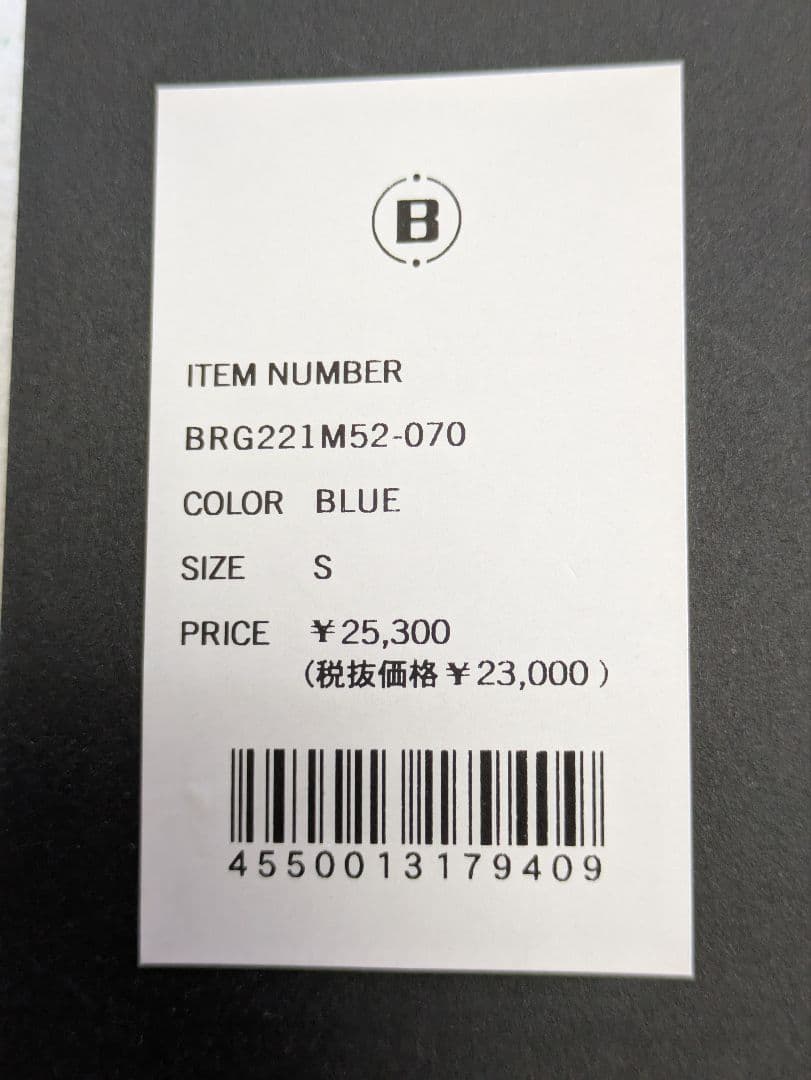 B
ITEM NUMBER
BRG221M52-070
COLOR BLUE
SIZE S
PRICE ¥25,300
(税抜価格¥23,000)
4550013179409